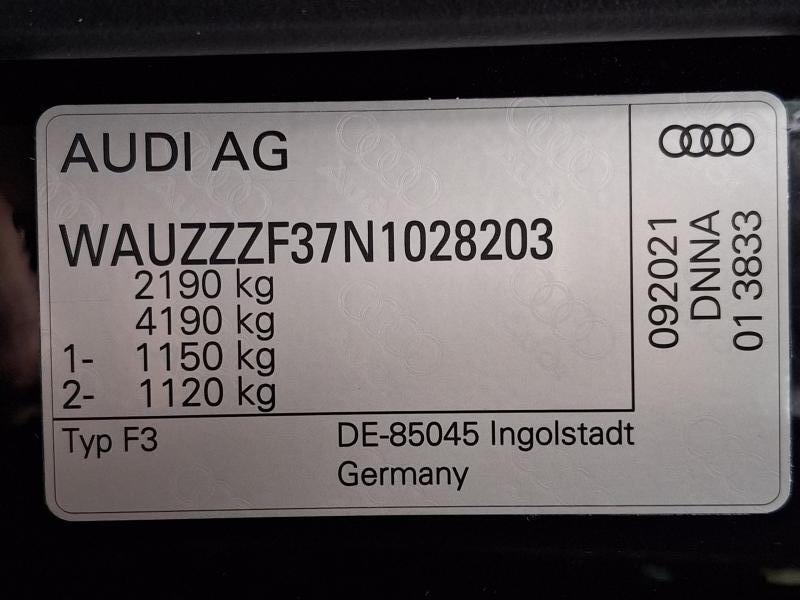 AUDI AG
WAUZZZF37N1028203
2190 kg
4190 kg
1- 1150 kg
2- 1120 kg
Typ F3
DE-85045 Ingolstadt
Germany
092021
DNNA
01 3833